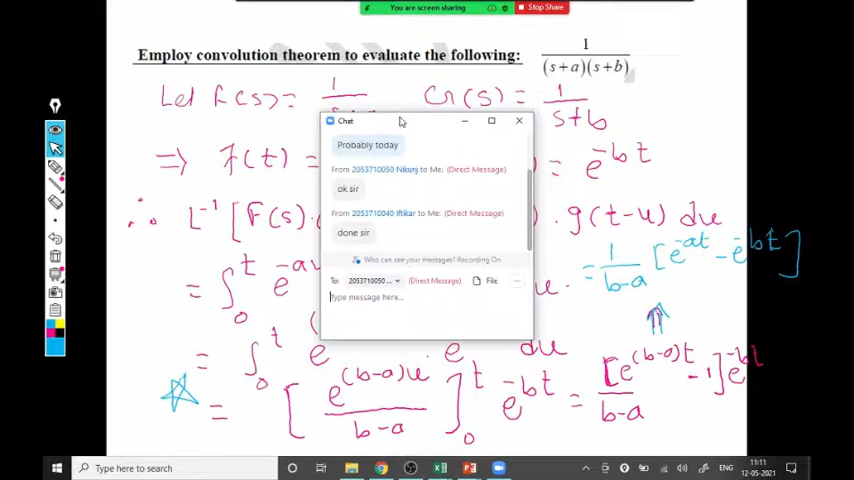 You are screen sharing
Stop Share
Employ convolution theorem to evaluate the following: 1/((s+a)(s+b))
Let F(s) = 1/ G(s) = 1/(s+b)
Chat
Probably today
⇒ f(t) = = e^-bt
From 2053710050 Nikunj to Me: (Direct Message)
ok sir
From 2053710040 Iftikar to Me: (Direct Message)
∴ L^-1 [F(s). . g(t-u) du
done sir
= 1/(b-a) [e^-at - e^-bt]
Who can see your messages? Recording On
To: 2053710050 ... (Direct Message) File ...
Type message here...
= ∫_0^t e^-au u.
= ∫_0^t e^( . e du
= [e^(b-a)u/(b-a)]_0^t e^-bt = [e^(b-a)t - 1]e^-bt/(b-a)
Type here to search
ENG
11:11
12-05-2021